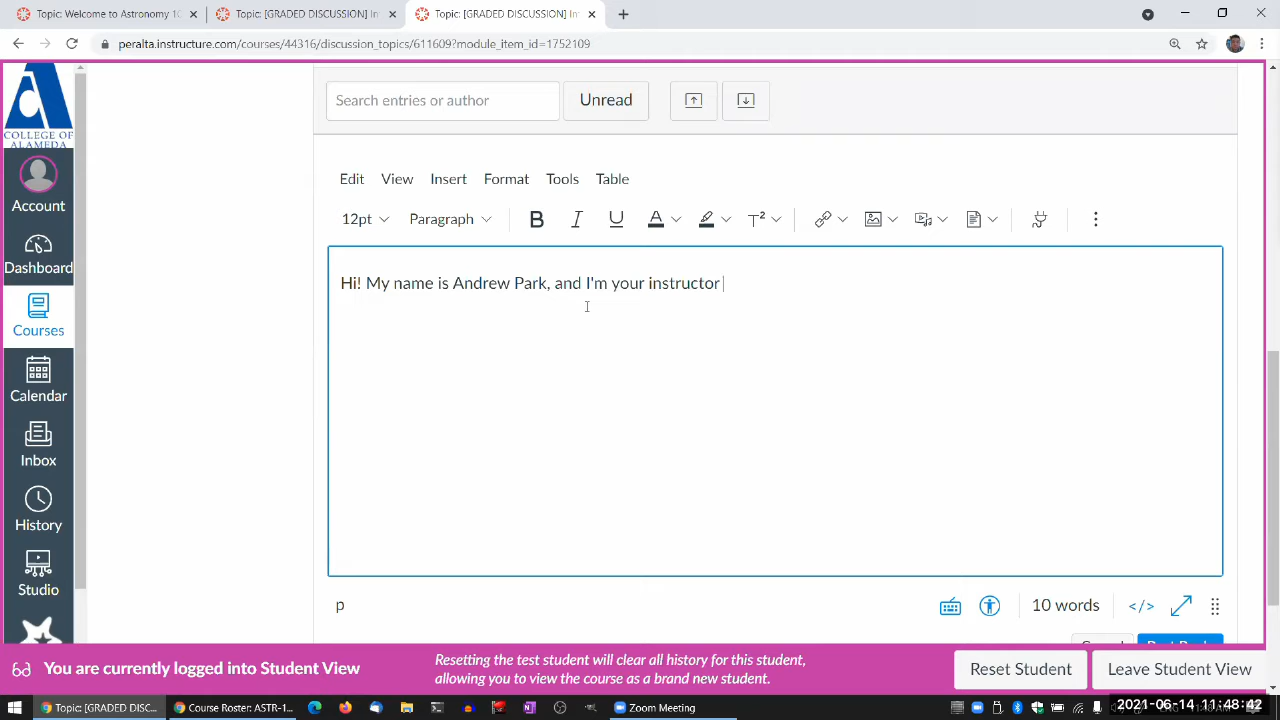 Topic: Welcome to Astronomy 10
Topic: [GRADED DISCUSSION] Int
Topic: [GRADED DISCUSSION] Int
peralta.instructure.com/courses/44316/discussion_topics/611609?module_item_id=1752109
COLLEGE OF
ALAMEDA
Account
Dashboard
Courses
Calendar
Inbox
History
Studio
Search entries or author
Unread
Edit View Insert Format Tools Table
12pt Paragraph B I U A T²
Hi! My name is Andrew Park, and I'm your instructor
p
10 words </>
You are currently logged into Student View
Resetting the test student will clear all history for this student,
allowing you to view the course as a brand new student.
Reset Student
Leave Student View
Topic: [GRADED DISC...
Course Roster: ASTR-1...
Zoom Meeting
2021-06-14 11:48:42